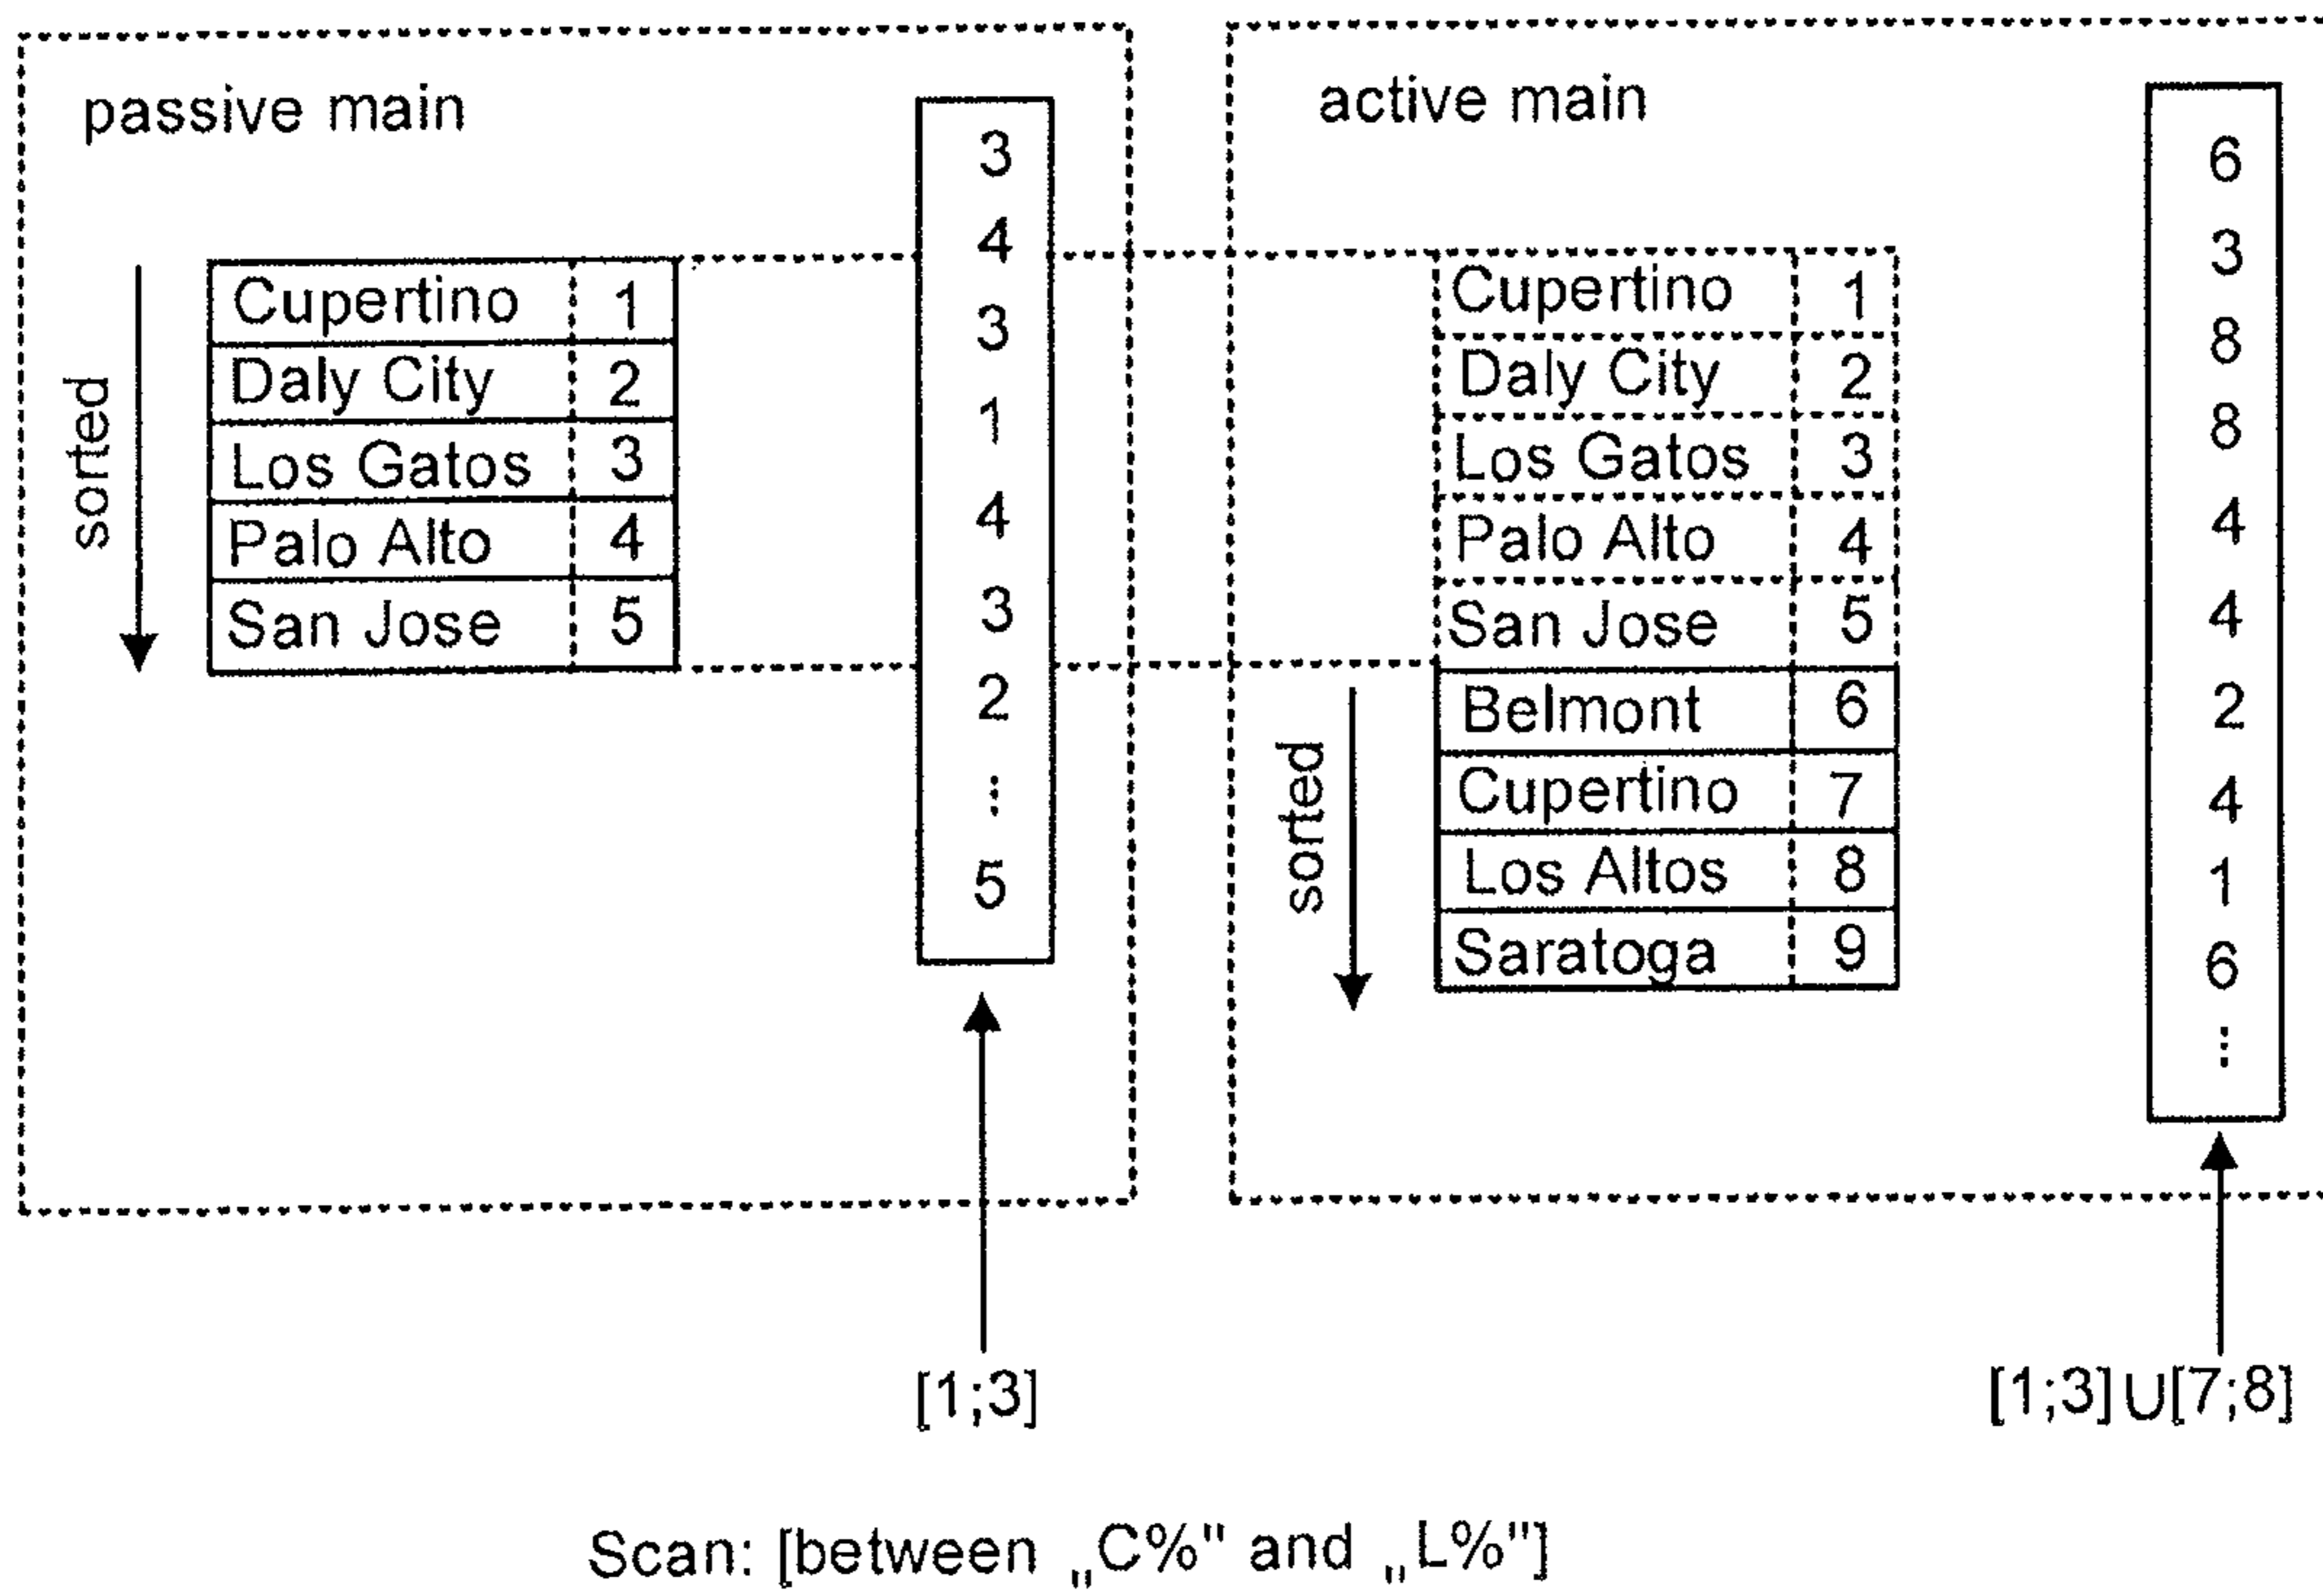 passive main
sorted
Cupertino 1
Daly City 2
Los Gatos 3
Palo Alto 4
San Jose 5
3
4
3
1
4
3
2
⋮
5
[1;3]
active main
Cupertino 1
Daly City 2
Los Gatos 3
Palo Alto 4
San Jose 5
sorted
Belmont 6
Cupertino 7
Los Altos 8
Saratoga 9
6
3
8
8
4
4
2
4
1
6
⋮
[1;3]U[7;8]
Scan: [between „C%" and „L%"]